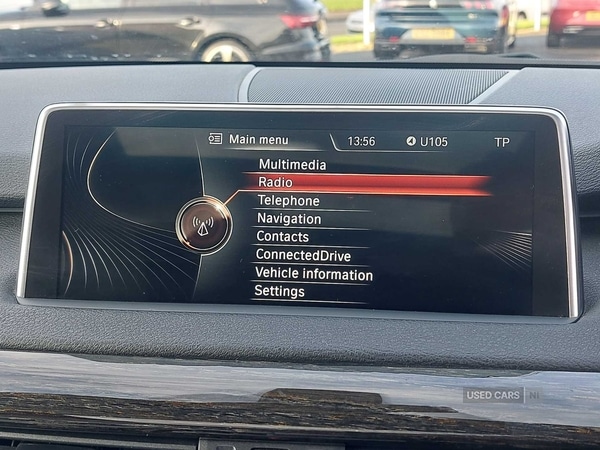 Main menu 13:56 U105 TP
Multimedia
Radio
Telephone
Navigation
Contacts
ConnectedDrive
Vehicle information
Settings
USED CARS NI